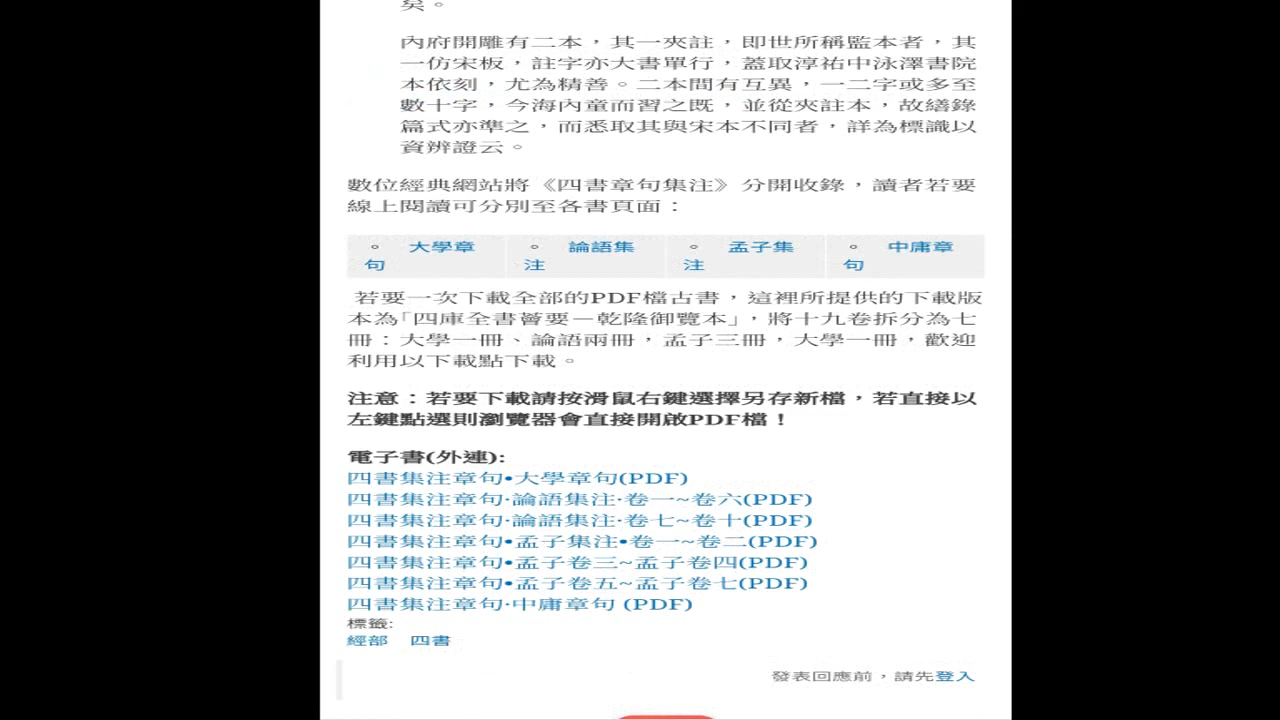 矣。
內府開雕有二本，其一夾註，即世所稱監本者，其
一仿宋板，註字亦大書單行，蓋取淳祐中泳澤書院
本依刻，尤為精善。二本間有互異，一二字或多至
數十字，今海內童而習之既，並從夾註本，故繕錄
篇式亦準之，而悉取其與宋本不同者，詳為標識以
資辨證云。
數位經典網站將《四書章句集注》分開收錄，讀者若要
線上閱讀可分別至各書頁面：
。 大學章句
。 論語集注
。 孟子集注
。 中庸章句
若要一次下載全部的PDF檔古書，這裡所提供的下載版
本為「四庫全書薈要－乾隆御覽本」，將十九卷拆分為七
冊：大學一冊、論語兩冊，孟子三冊，大學一冊，歡迎
利用以下載點下載。
注意：若要下載請按滑鼠右鍵選擇另存新檔，若直接以
左鍵點選則瀏覽器會直接開啟PDF檔！
電子書(外連):
四書集注章句•大學章句(PDF)
四書集注章句·論語集注·卷一~卷六(PDF)
四書集注章句·論語集注·卷七~卷十(PDF)
四書集注章句•孟子集注•卷一~卷二(PDF)
四書集注章句•孟子卷三~孟子卷四(PDF)
四書集注章句•孟子卷五~孟子卷七(PDF)
四書集注章句·中庸章句 (PDF)
標籤:
經部 四書
發表回應前，請先登入